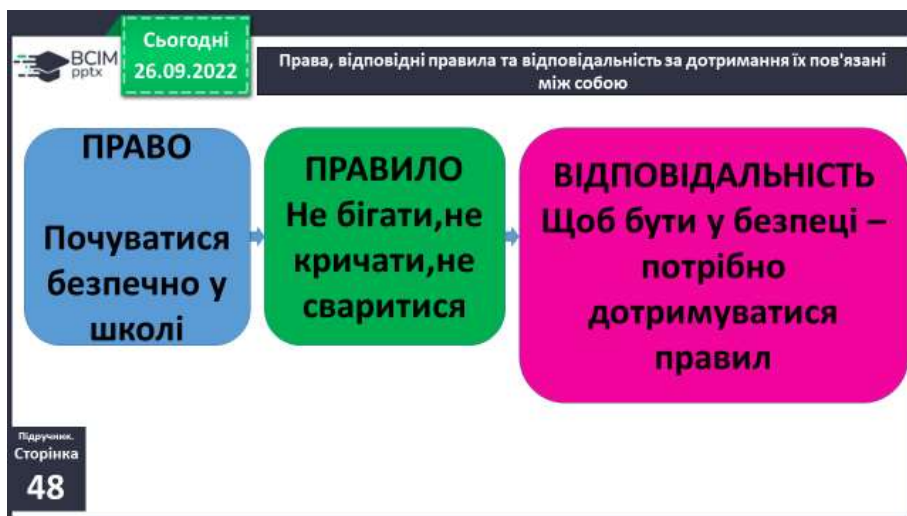 ВСІМ
pptx
Сьогодні
26.09.2022
Права, відповідні правила та відповідальність за дотримання їх пов'язані
між собою
ПРАВО
Почуватися
безпечно у
школі
ПРАВИЛО
Не бігати,не
кричати,не
сваритися
ВІДПОВІДАЛЬНІСТЬ
Щоб бути у безпеці –
потрібно
дотримуватися
правил
Підручник.
Сторінка
48